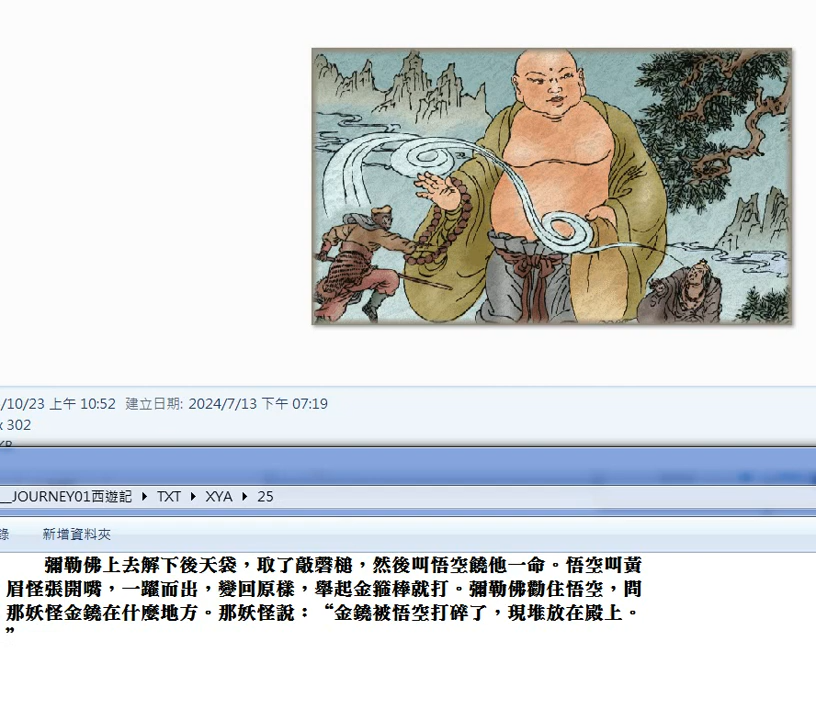 /10/23 上午 10:52 建立日期: 2024/7/13 下午 07:19
x 302
__JOURNEY01西遊記 ▸ TXT ▸ XYA ▸ 25
錄 新增資料夾
彌勒佛上去解下後天袋，取了敲磬槌，然後叫悟空饒他一命。悟空叫黃
眉怪張開嘴，一躍而出，變回原樣，舉起金箍棒就打。彌勒佛勸住悟空，問
那妖怪金鐃在什麼地方。那妖怪說：“金鐃被悟空打碎了，現堆放在殿上。
”